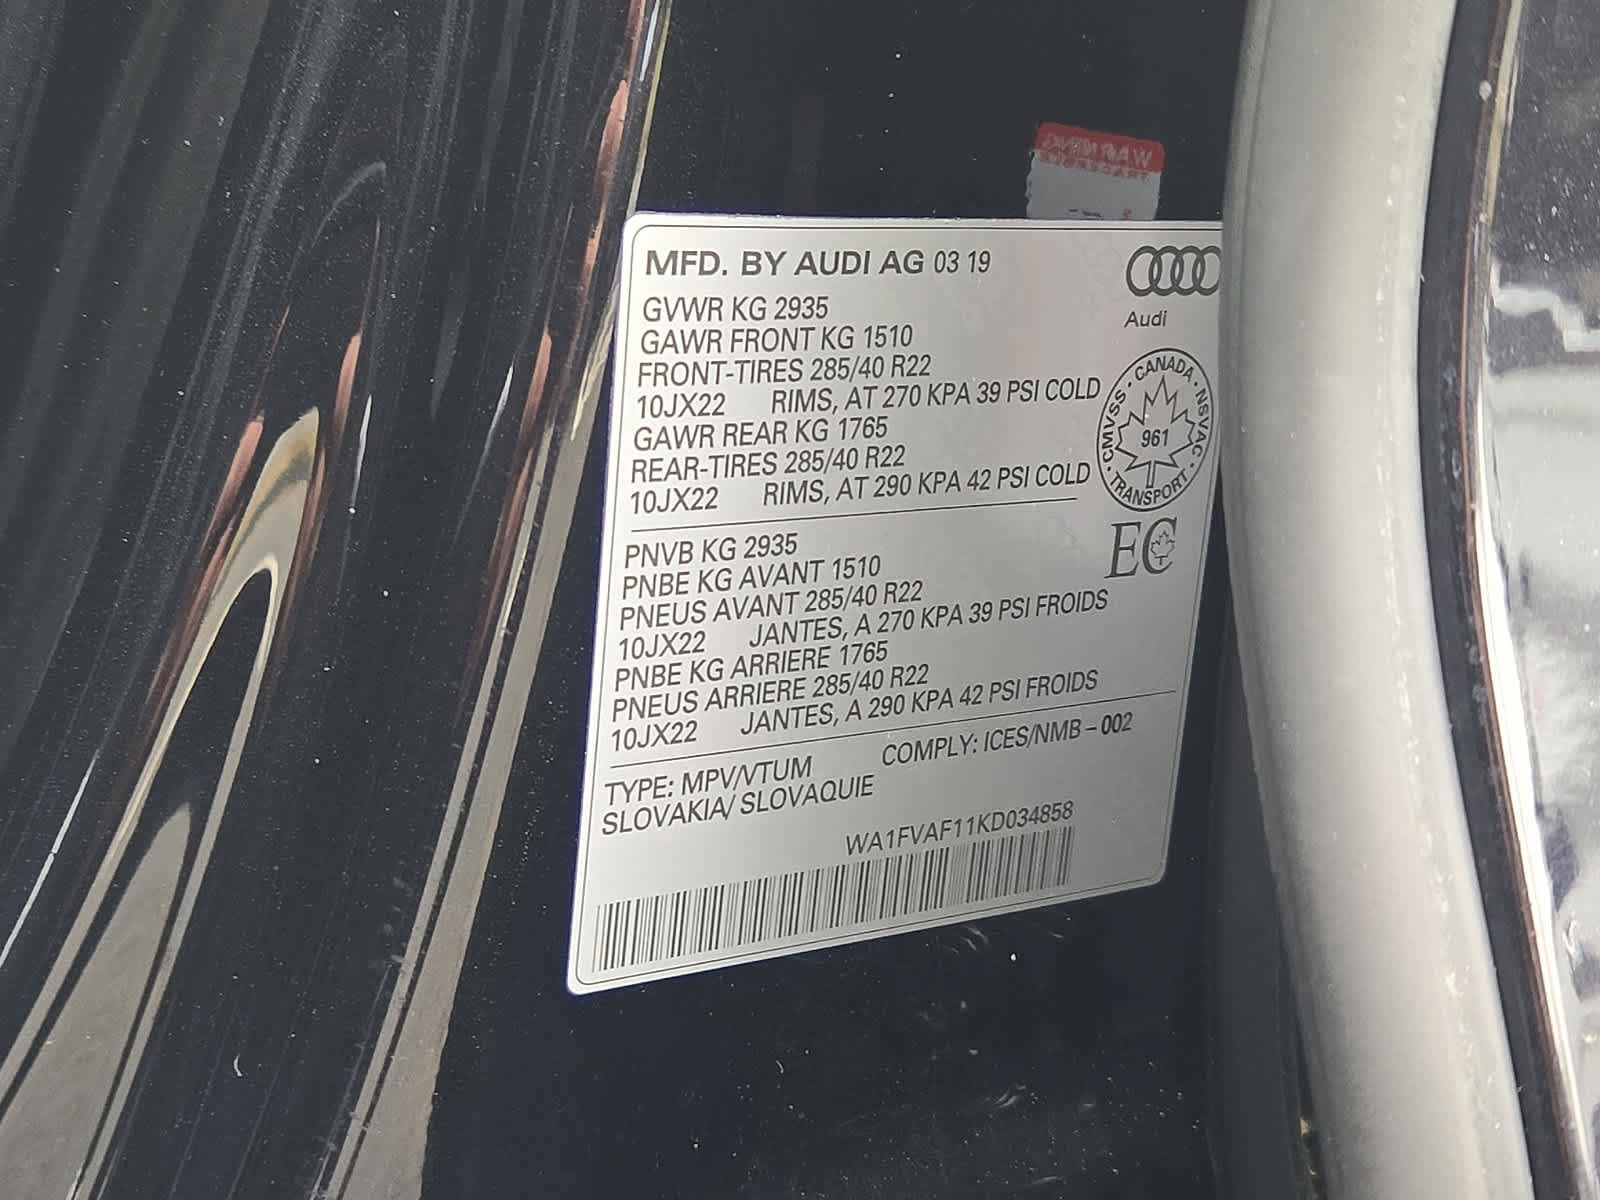 WARNING
MFD. BY AUDI AG 03 19
Audi
GVWR KG 2935
GAWR FRONT KG 1510
FRONT-TIRES 285/40 R22
10JX22 RIMS, AT 270 KPA 39 PSI COLD
GAWR REAR KG 1765
REAR-TIRES 285/40 R22
10JX22 RIMS, AT 290 KPA 42 PSI COLD
CMVSS · CANADA · NSVAC · TRANSPORT
961
EC
PNVB KG 2935
PNBE KG AVANT 1510
PNEUS AVANT 285/40 R22
10JX22 JANTES, A 270 KPA 39 PSI FROIDS
PNBE KG ARRIERE 1765
PNEUS ARRIERE 285/40 R22
10JX22 JANTES, A 290 KPA 42 PSI FROIDS
TYPE: MPV/VTUM COMPLY: ICES/NMB – 002
SLOVAKIA/ SLOVAQUIE
WA1FVAF11KD034858